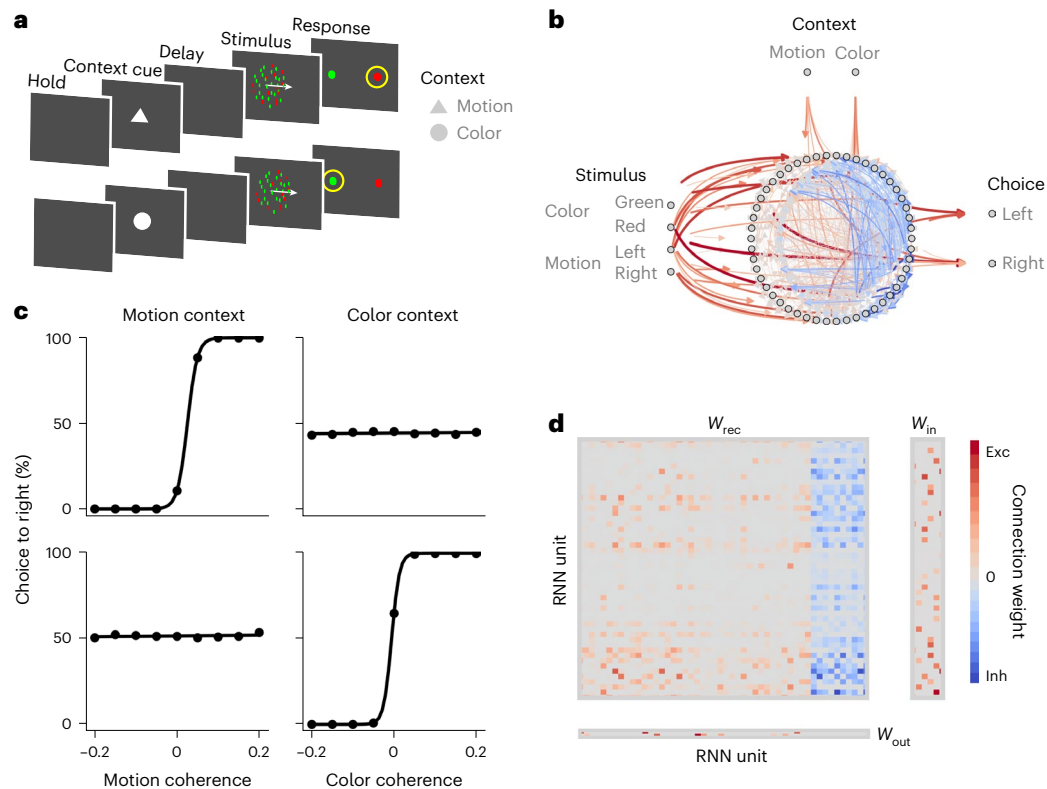 a
Hold
Context cue
Delay
Stimulus
Response
Context
Motion
Color
b
Context
Motion Color
Stimulus
Color
Green
Red
Motion
Left
Right
Choice
Left
Right
c
Motion context
Color context
Choice to right (%)
100
50
0
100
50
0
−0.2 0 0.2
−0.2 0 0.2
Motion coherence
Color coherence
d
Wrec
Win
RNN unit
Exc
0
Inh
Connection weight
Wout
RNN unit